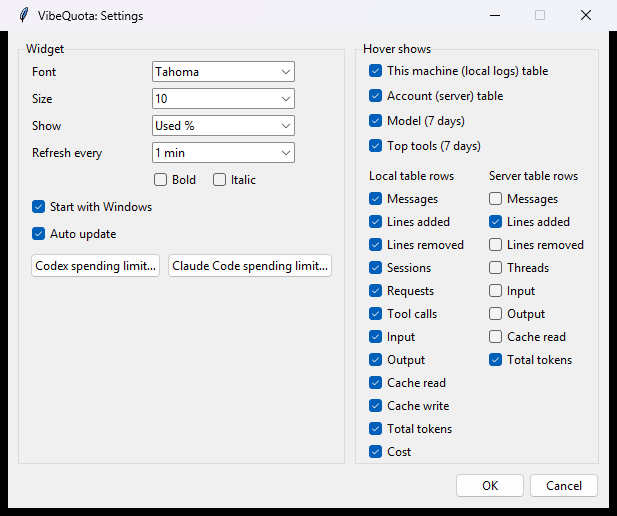 VibeQuota: Settings
Widget
Font Tahoma
Size 10
Show Used %
Refresh every 1 min
Bold Italic
Start with Windows
Auto update
Codex spending limit... Claude Code spending limit...
Hover shows
This machine (local logs) table
Account (server) table
Model (7 days)
Top tools (7 days)
Local table rows Server table rows
Messages Messages
Lines added Lines added
Lines removed Lines removed
Sessions Threads
Requests Input
Tool calls Output
Input Cache read
Output Total tokens
Cache read
Cache write
Total tokens
Cost
OK Cancel